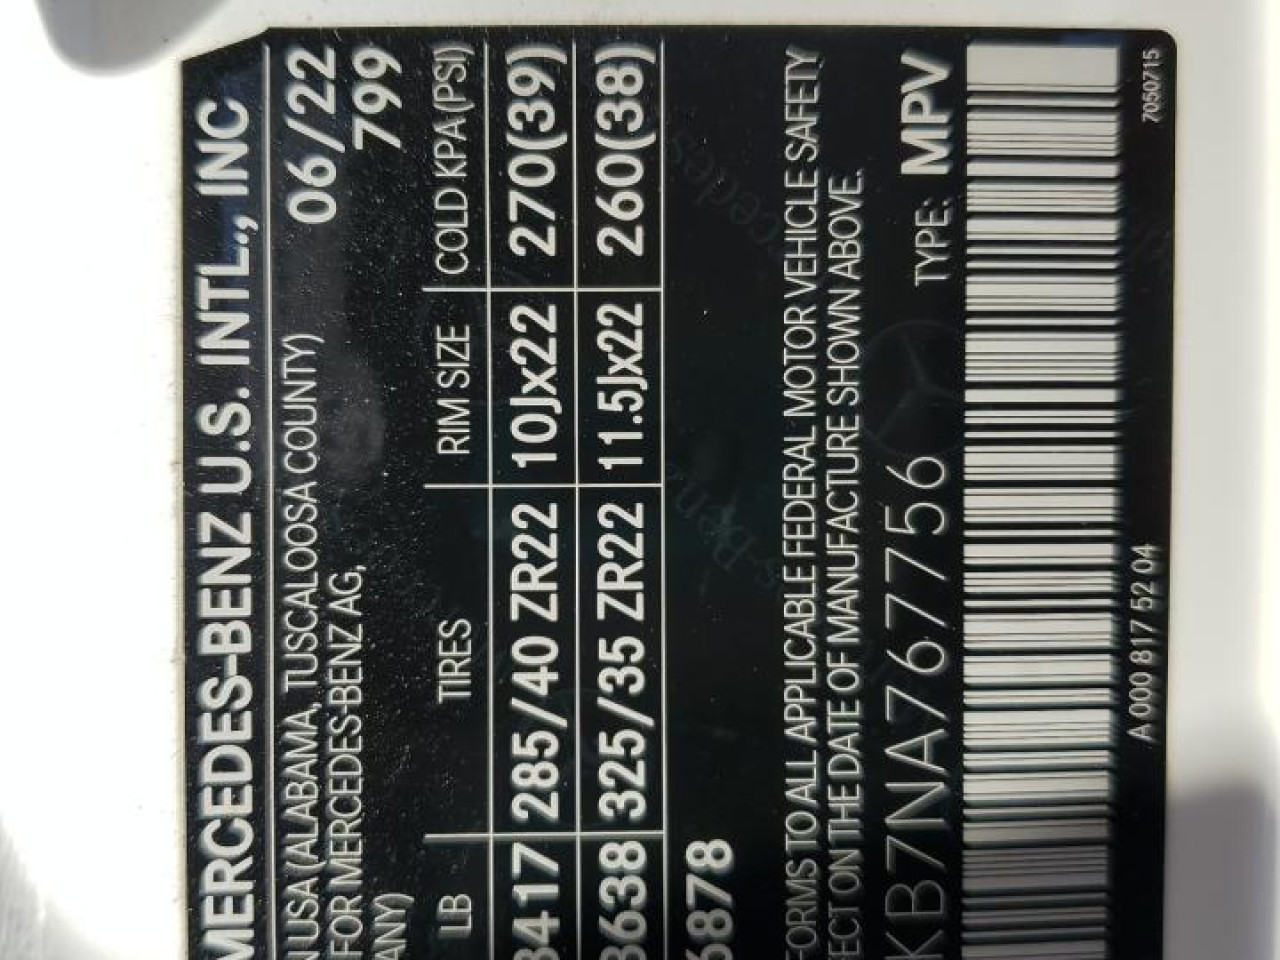 MERCEDES-BENZ U.S. INTL., INC
N USA (ALABAMA, TUSCALOOSA COUNTY) 06/22
FOR MERCEDES-BENZ AG, 799
ANY)
LB TIRES RIM SIZE COLD KPA (PSI)
3417 285/40 ZR22 10Jx22 270(39)
3638 325/35 ZR22 11.5Jx22 260(38)
6878
FORMS TO ALL APPLICABLE FEDERAL MOTOR VEHICLE SAFETY
FECT ON THE DATE OF MANUFACTURE SHOWN ABOVE.
KB7NA767756 TYPE: MPV
A 000 817 52 04 7050715